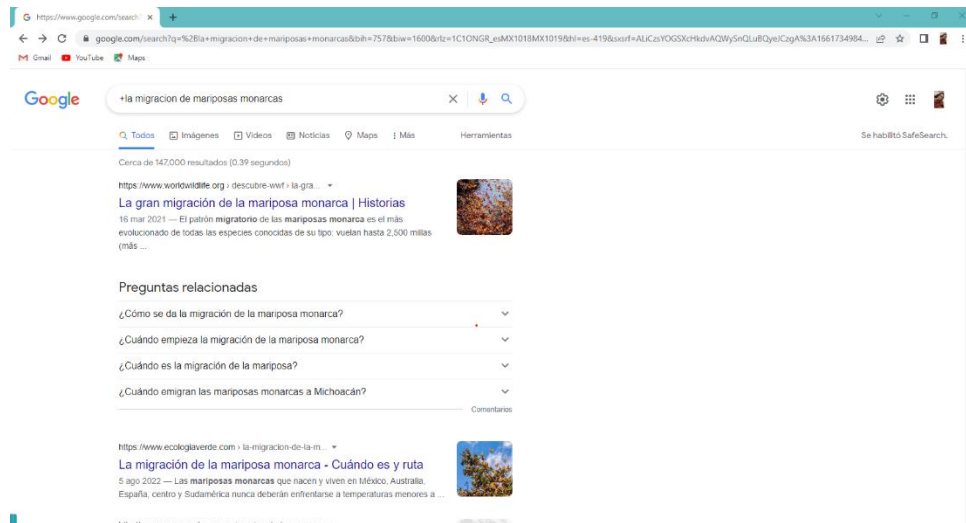 https://www.google.com/search?
google.com/search?q=%2Bla+migracion+de+mariposas+monarcas&bih=757&biw=1600&rlz=1C1ONGR_esMX1018MX1019&hl=es-419&sxsrf=ALiCzsYOGSXcHkdvAQWySnQLuBQyeJCzgA%3A1661734984...
Gmail YouTube Maps
Google
+la migracion de mariposas monarcas
Todos Imágenes Videos Noticias Maps Más Herramientas
Se habilitó SafeSearch.
Cerca de 147,000 resultados (0.39 segundos)
https://www.worldwildlife.org › descubre-wwf › la-gra...
La gran migración de la mariposa monarca | Historias
16 mar 2021 — El patrón migratorio de las mariposas monarca es el más
evolucionado de todas las especies conocidas de su tipo: vuelan hasta 2,500 millas
(más ...
Preguntas relacionadas
¿Cómo se da la migración de la mariposa monarca?
¿Cuándo empieza la migración de la mariposa monarca?
¿Cuándo es la migración de la mariposa?
¿Cuándo emigran las mariposas monarcas a Michoacán?
Comentarios
https://www.ecologiaverde.com › la-migracion-de-la-m...
La migración de la mariposa monarca - Cuándo es y ruta
5 ago 2022 — Las mariposas monarcas que nacen y viven en México, Australia,
España, centro y Sudamérica nunca deberán enfrentarse a temperaturas menores a ...